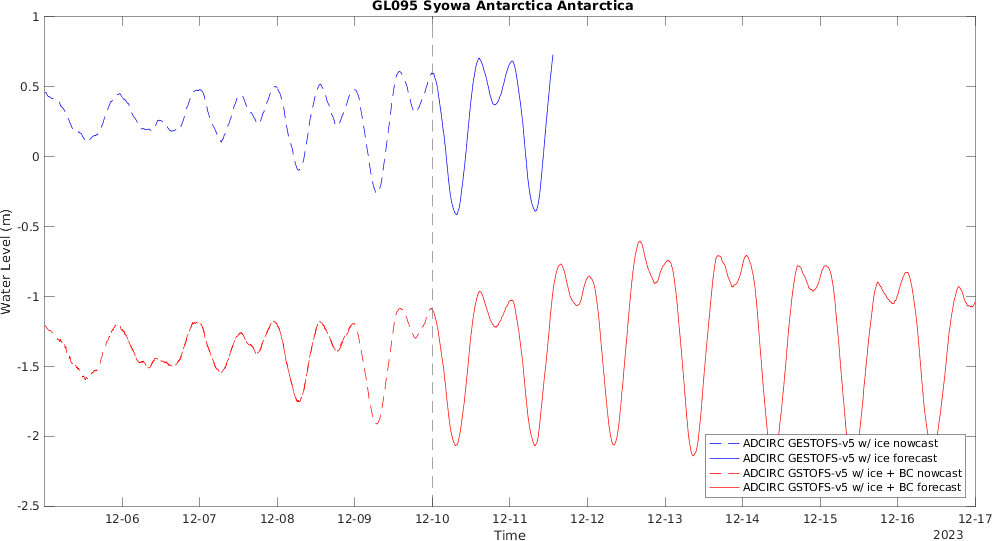 GL095 Syowa Antarctica Antarctica
1
0.5
0
-0.5
-1
-1.5
-2
-2.5
Water Level (m)
ADCIRC GESTOFS-v5 w/ ice nowcast
ADCIRC GESTOFS-v5 w/ ice forecast
ADCIRC GSTOFS-v5 w/ ice + BC nowcast
ADCIRC GSTOFS-v5 w/ ice + BC forecast
12-06 12-07 12-08 12-09 12-10 12-11 12-12 12-13 12-14 12-15 12-16 12-17
Time
2023